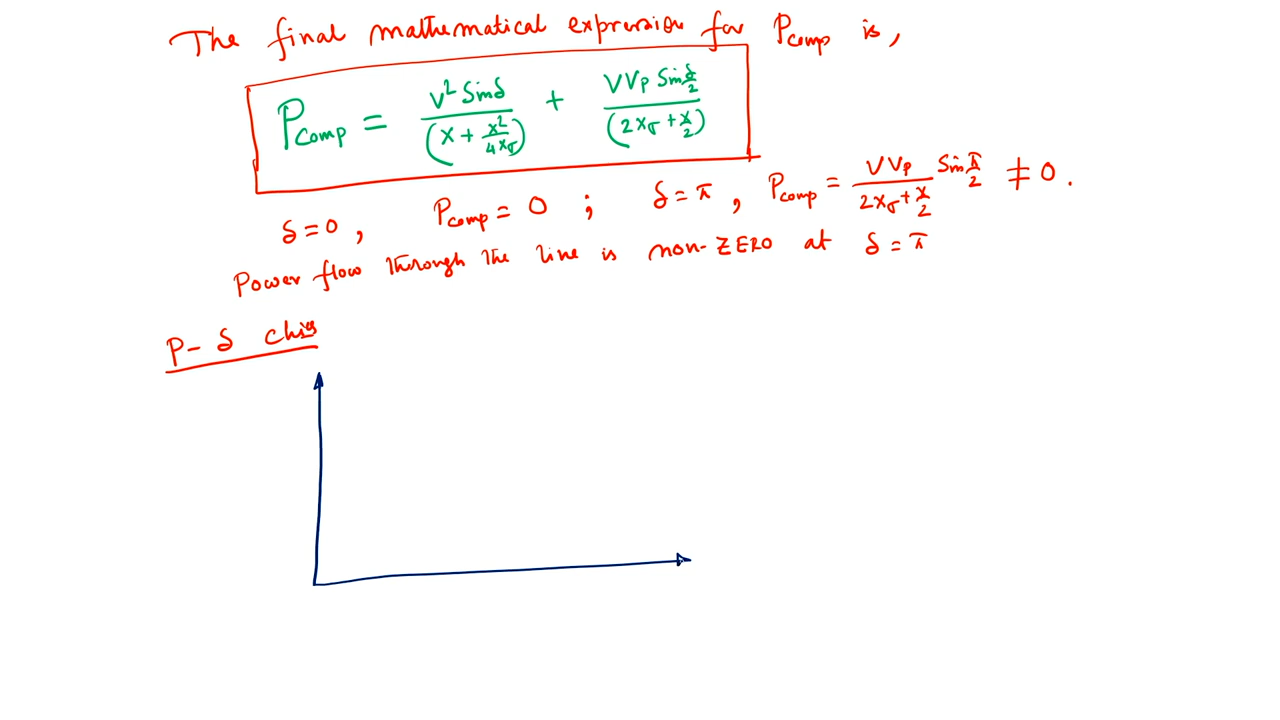 The final mathematical expression for Pcomp is,
Pcomp = V² Sinδ / (X + X²/4Xσ) + VVp Sin δ/2 / (2Xσ + X/2)
δ = 0, Pcomp = 0 ; δ = π, Pcomp = VVp / (2Xσ + X/2) Sin π/2 ≠ 0.
Power flow through the line is non-ZERO at δ = π
P- δ chs